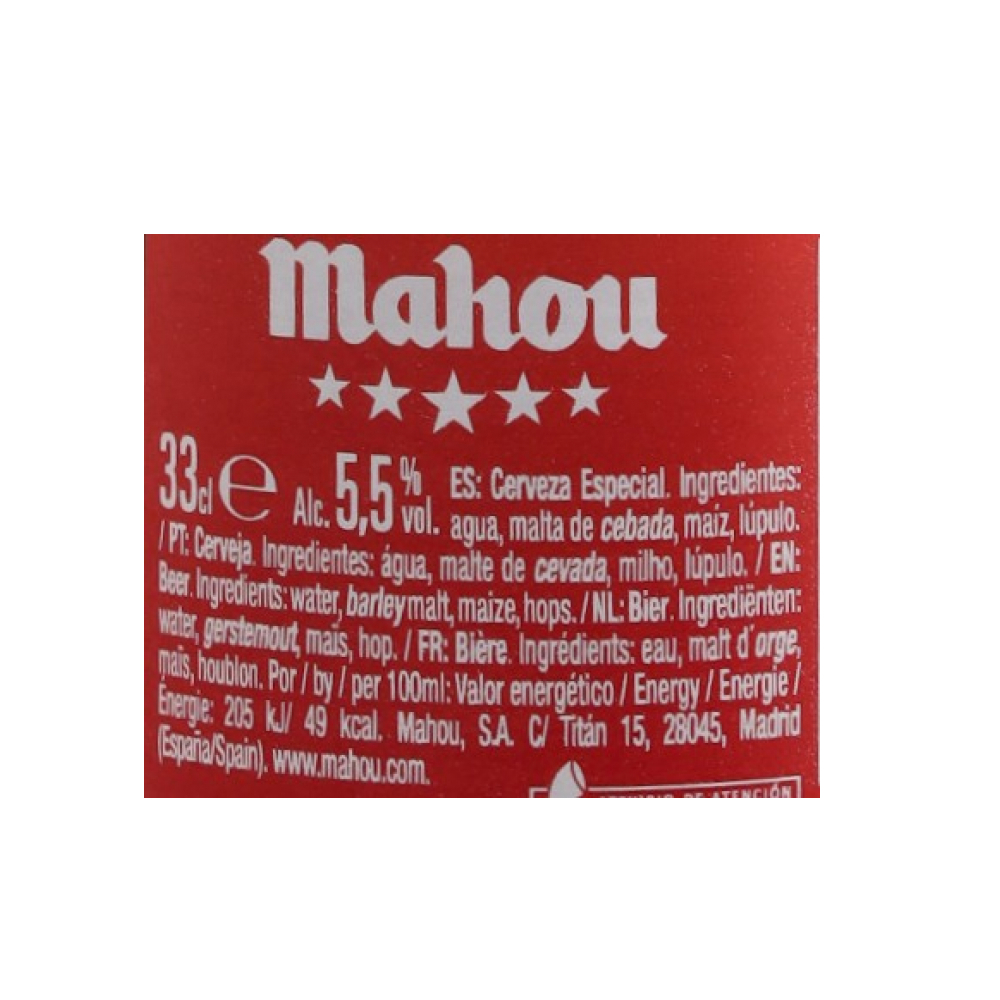 Mahou
33cl ℮ Alc. 5,5% vol. ES: Cerveza Especial. Ingredientes:
agua, malta de cebada, maíz, lúpulo.
/ PT: Cerveja. Ingredientes: água, malte de cevada, milho, lúpulo. / EN:
Beer. Ingredients: water, barley malt, maize, hops. / NL: Bier. Ingrediënten:
water, gerstemout, maïs, hop. / FR: Bière. Ingrédients: eau, malt d'orge,
maïs, houblon. Por / by / per 100ml: Valor energético / Energy / Energie /
Énergie: 205 kJ/ 49 kcal. Mahou, S.A. C/ Titán 15, 28045, Madrid
(España/Spain). www.mahou.com.
DE ATENCIÓN